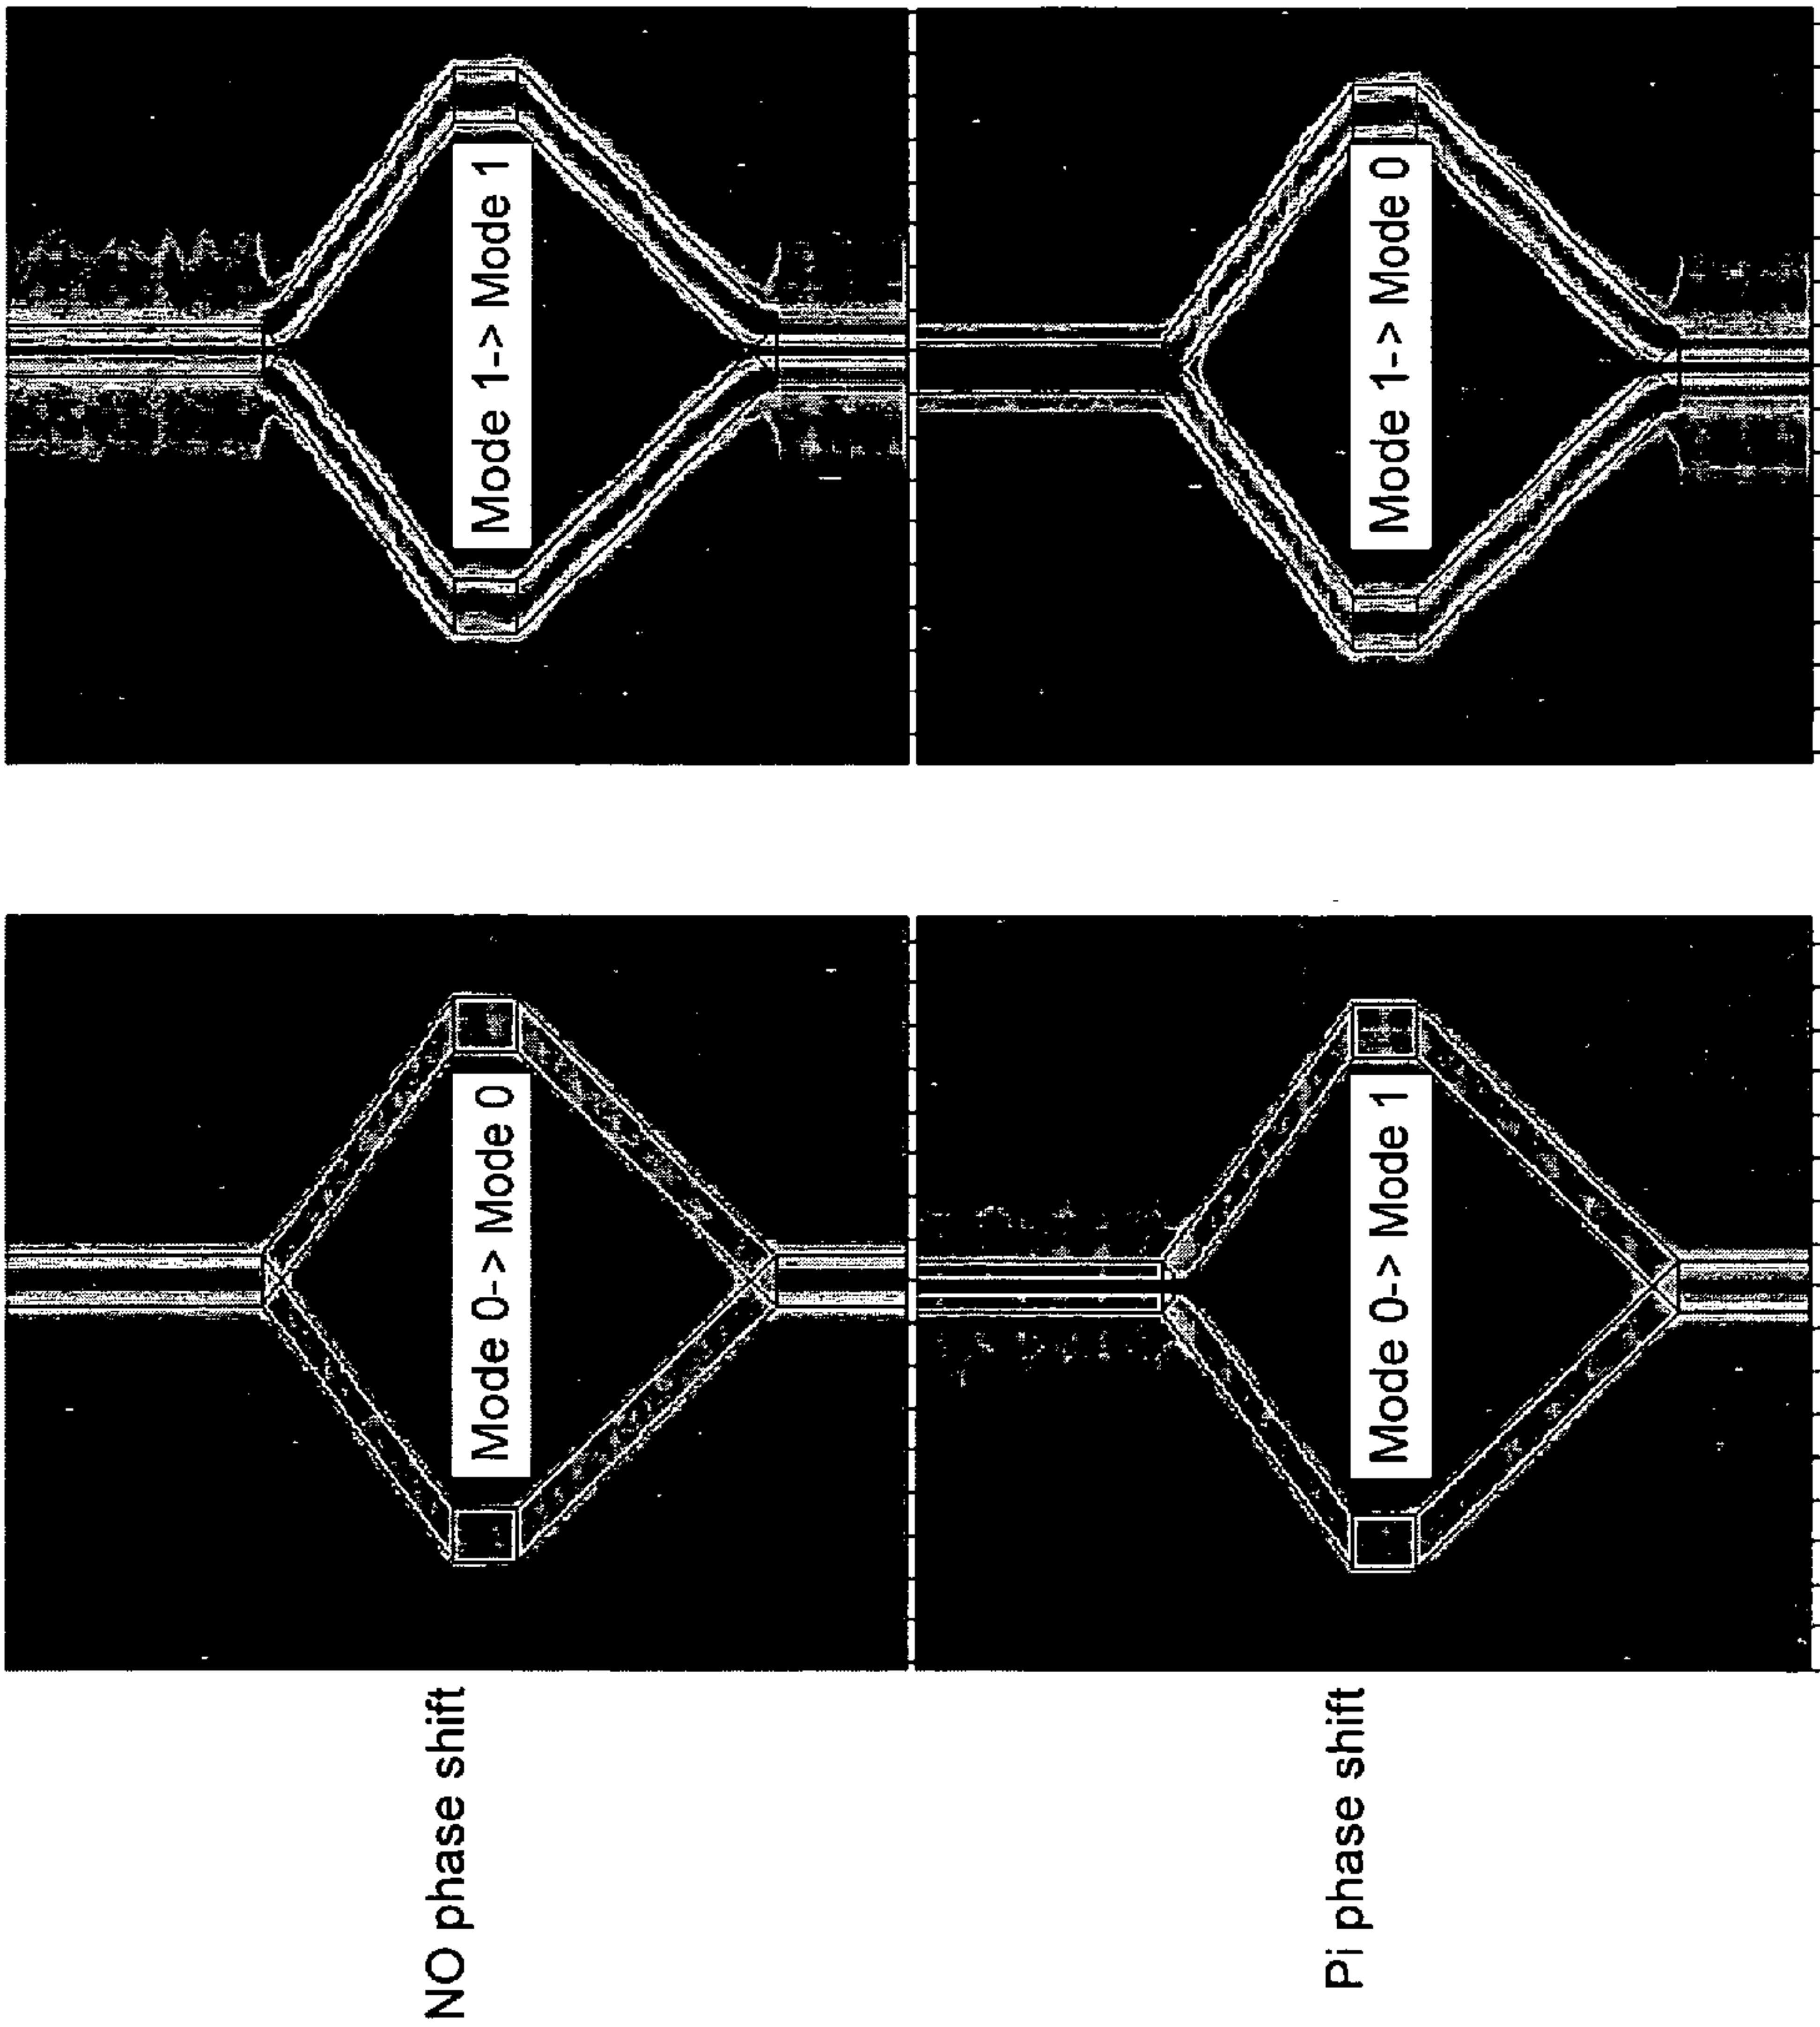 NO phase shift
Mode 0-> Mode 0
Mode 1-> Mode 1
Pi phase shift
Mode 0-> Mode 1
Mode 1-> Mode 0